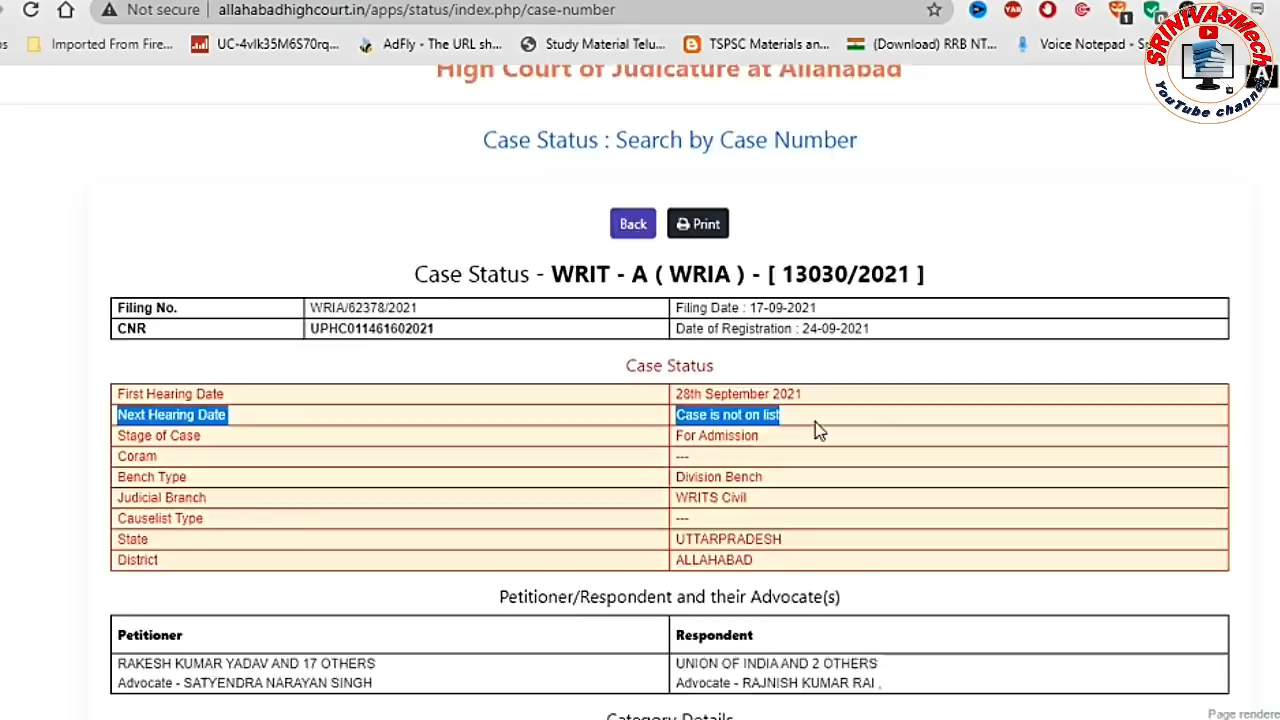 Not secure | allahabadhighcourt.in/apps/status/index.php/case-number
Imported From Fire... UC-4vlk35M6S70rq... AdFly - The URL sh... Study Material Telu... TSPSC Materials an... (Download) RRB NT... Voice Notepad - Sp
SRINIVASMech
YouTube channel
High Court of Judicature at Allahabad
A
Case Status : Search by Case Number
Back Print
Case Status - WRIT - A ( WRIA ) - [ 13030/2021 ]
Filing No. WRIA/62378/2021 Filing Date : 17-09-2021
CNR UPHC011461602021 Date of Registration : 24-09-2021
Case Status
First Hearing Date 28th September 2021
Next Hearing Date Case is not on list
Stage of Case For Admission
Coram ---
Bench Type Division Bench
Judicial Branch WRITS Civil
Causelist Type ---
State UTTARPRADESH
District ALLAHABAD
Petitioner/Respondent and their Advocate(s)
Petitioner Respondent
RAKESH KUMAR YADAV AND 17 OTHERS UNION OF INDIA AND 2 OTHERS
Advocate - SATYENDRA NARAYAN SINGH Advocate - RAJNISH KUMAR RAI ,
Category Details
Page rendere